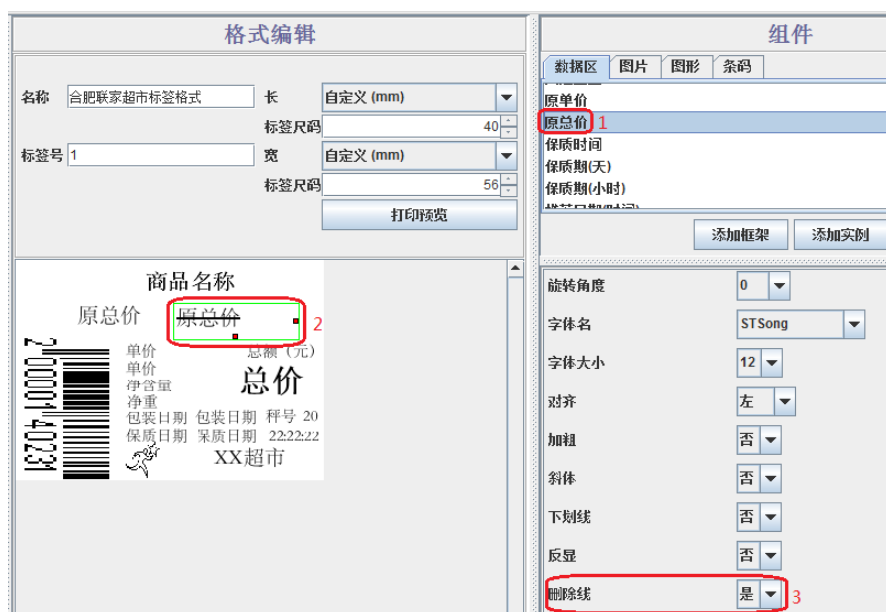 格式编辑
名称 合肥联家超市标签格式 长 自定义 (mm)
标签尺码 40
标签号 1 宽 自定义 (mm)
标签尺码 56
打印预览
商品名称
原总价 原总价 2
单价 总额（元）
单价
净含量 总价
净重
包装日期 包装日期 秤号 20
保质日期 保质日期 22:22:22
XX超市
组件
数据区 图片 图形 条码
原单价
原总价 1
保质时间
保质期(天)
保质期(小时)
添加框架 添加实例
旋转角度 0
字体名 STSong
字体大小 12
对齐 左
加粗 否
斜体 否
下划线 否
反显 否
删除线 是 3